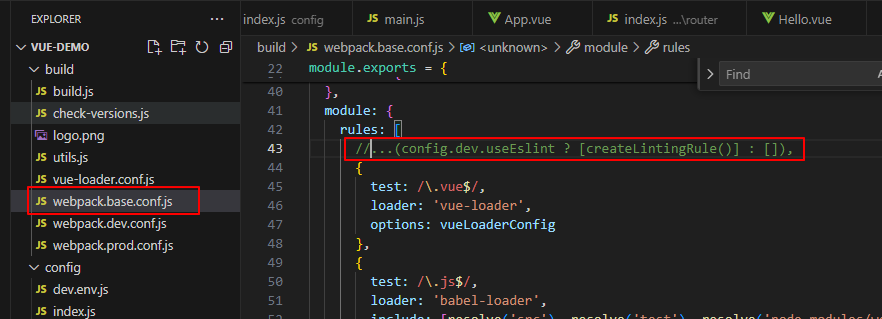 EXPLORER
VUE-DEMO
build
JS build.js
JS check-versions.js
logo.png
JS utils.js
JS vue-loader.conf.js
JS webpack.base.conf.js
JS webpack.dev.conf.js
JS webpack.prod.conf.js
config
JS dev.env.js
JS index.js
index.js config
JS main.js
App.vue
JS index.js ...\router
Hello.vue
build > JS webpack.base.conf.js > <unknown> > module > rules
22 module.exports = {
Find
40 },
41 module: {
42 rules: [
43 //...(config.dev.useEslint ? [createLintingRule()] : []),
44 {
45 test: /\.vue$/,
46 loader: 'vue-loader',
47 options: vueLoaderConfig
48 },
49 {
50 test: /\.js$/,
51 loader: 'babel-loader',